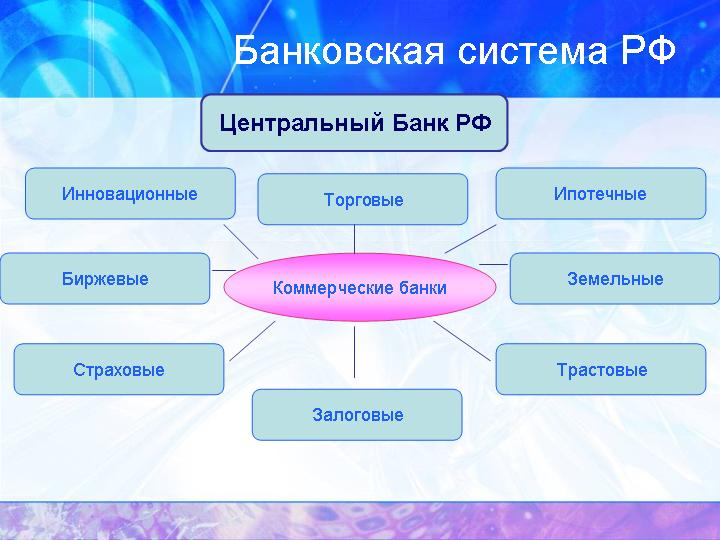 Банковская система РФ
Центральный Банк РФ
Инновационные
Торговые
Ипотечные
Биржевые
Коммерческие банки
Земельные
Страховые
Трастовые
Залоговые